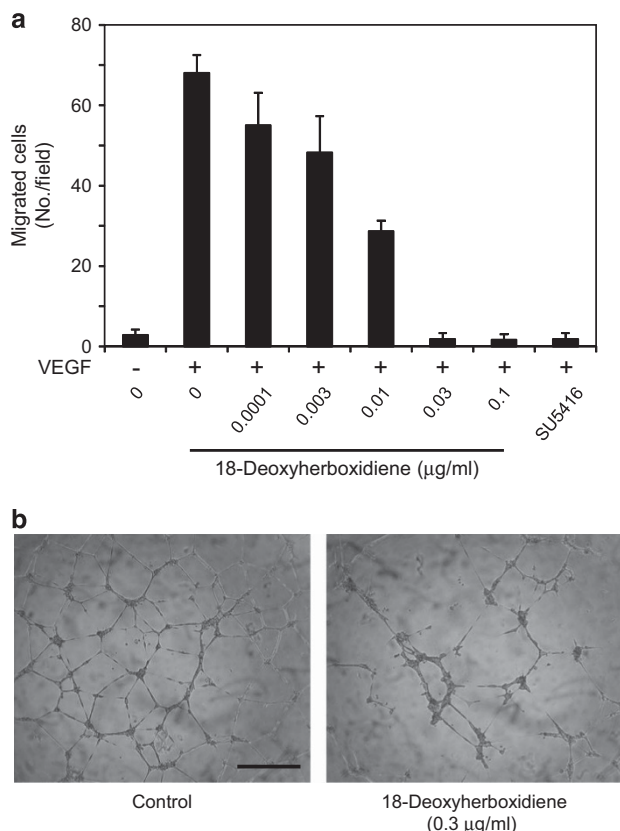 a
80
60
40
20
0
Migrated cells
(No./field)
VEGF - + + + + + + +
0 0 0.0001 0.003 0.01 0.03 0.1 SU5416
18-Deoxyherboxidiene (μg/ml)
b
Control
18-Deoxyherboxidiene
(0.3 μg/ml)